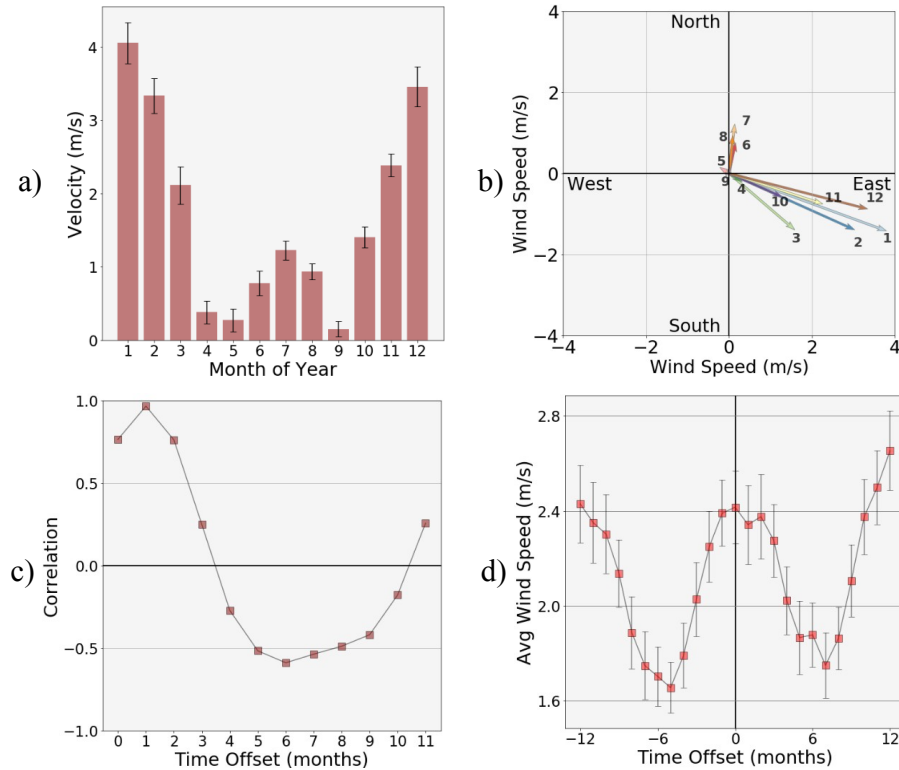 a)
Velocity (m/s)
4
3
2
1
0
1 2 3 4 5 6 7 8 9 10 11 12
Month of Year
b)
Wind Speed (m/s)
4
2
0
−2
−4
North
West
East
South
7
8
6
5
9
4
10
11
12
3
2
1
−4 −2 0 2 4
Wind Speed (m/s)
c)
Correlation
1.0
0.5
0.0
−0.5
−1.0
0 1 2 3 4 5 6 7 8 9 10 11
Time Offset (months)
d)
Avg Wind Speed (m/s)
2.8
2.4
2.0
1.6
−12 −6 0 6 12
Time Offset (months)